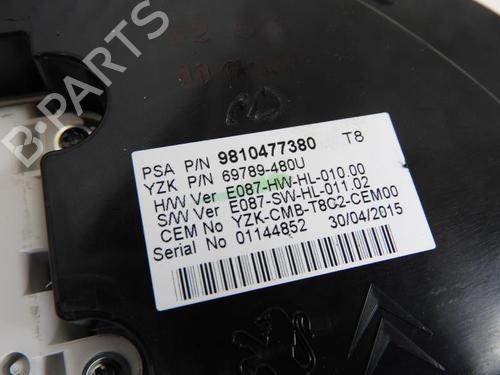 B-PARTS
PSA P/N 9810477380 T8
YZK P/N 69789-480U
H/W Ver E087-HW-HL-010.00
S/W Ver E087-SW-HL-011.02
CEM No YZK-CMB-T8C2-CEM00
Serial No 01144852 30/04/2015